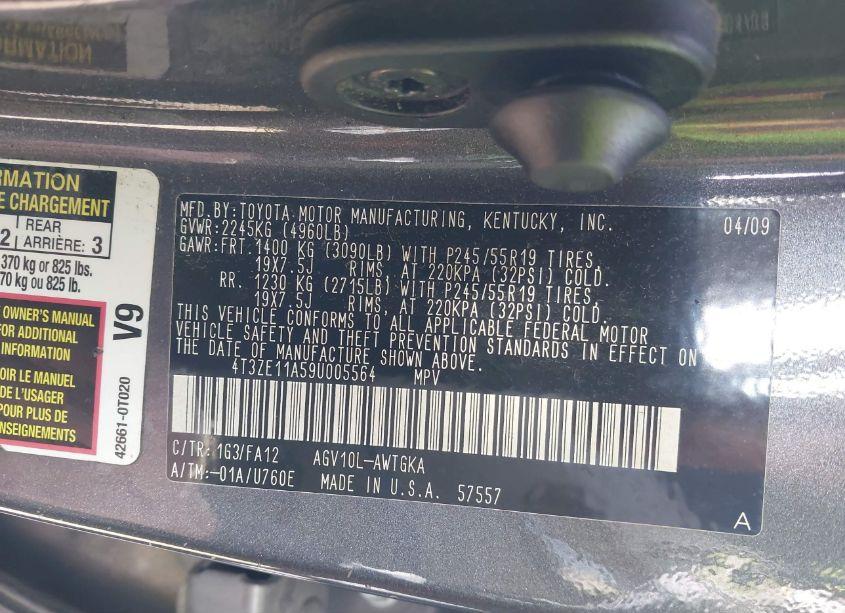 RMATION
E CHARGEMENT
2 REAR
ARRIÈRE: 3
370 kg or 825 lbs.
70 kg ou 825 lb.
OWNER'S MANUAL
FOR ADDITIONAL
INFORMATION
OIR LE MANUEL
DE L'USAGER
POUR PLUS DE
ENSEIGNEMENTS
V9
42661-0T020
MFD.BY:TOYOTA MOTOR MANUFACTURING, KENTUCKY, INC. 04/09
GVWR:2245KG (4960LB)
GAWR:FRT.1400 KG (3090LB) WITH P245/55R19 TIRES,
19X7.5J RIMS, AT 220KPA (32PSI) COLD.
RR. 1230 KG (2715LB) WITH P245/55R19 TIRES,
19X7.5J RIMS, AT 220KPA (32PSI) COLD.
THIS VEHICLE CONFORMS TO ALL APPLICABLE FEDERAL MOTOR
VEHICLE SAFETY AND THEFT PREVENTION STANDARDS IN EFFECT ON
THE DATE OF MANUFACTURE SHOWN ABOVE.
4T3ZE11A59U005564 MPV
C/TR:1G3/FA12 AGV10L-AWTGKA
A/TM:-01A/U760E MADE IN U.S.A. 57557
A